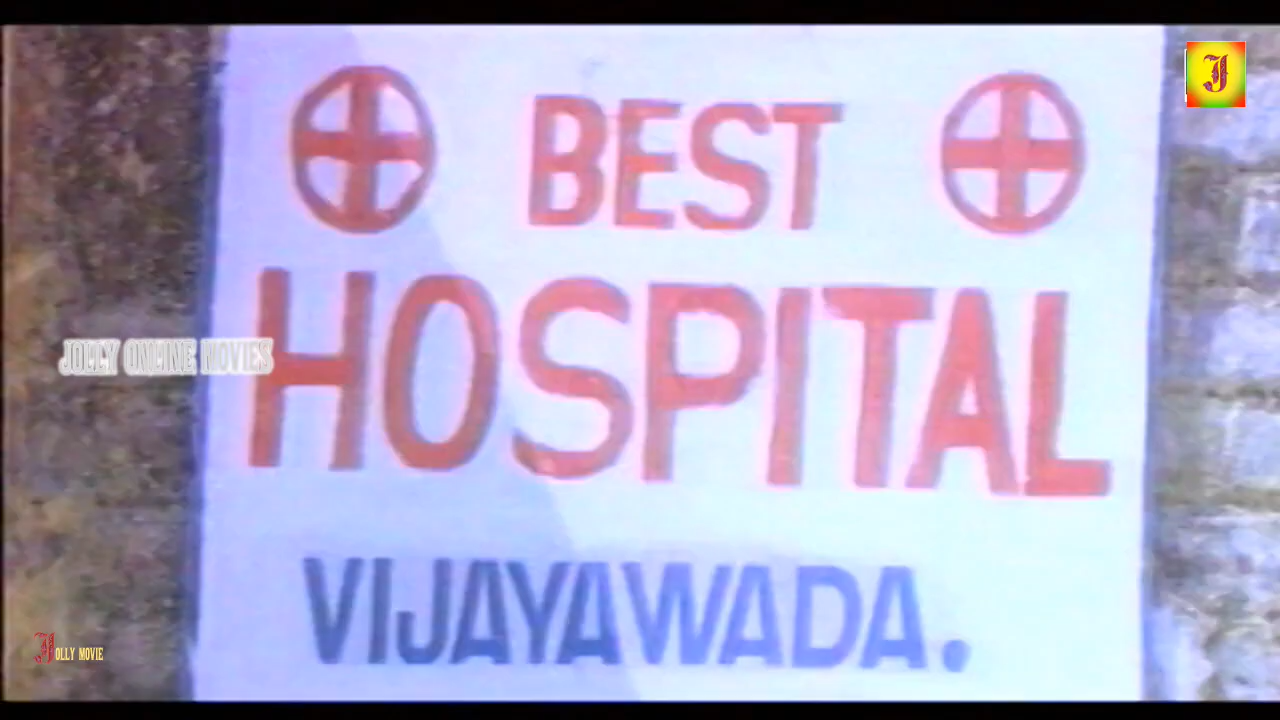 J
BEST
HOSPITAL
JOLLY ONLINE MOVIES
VIJAYAWADA.
JOLLY MOVIE